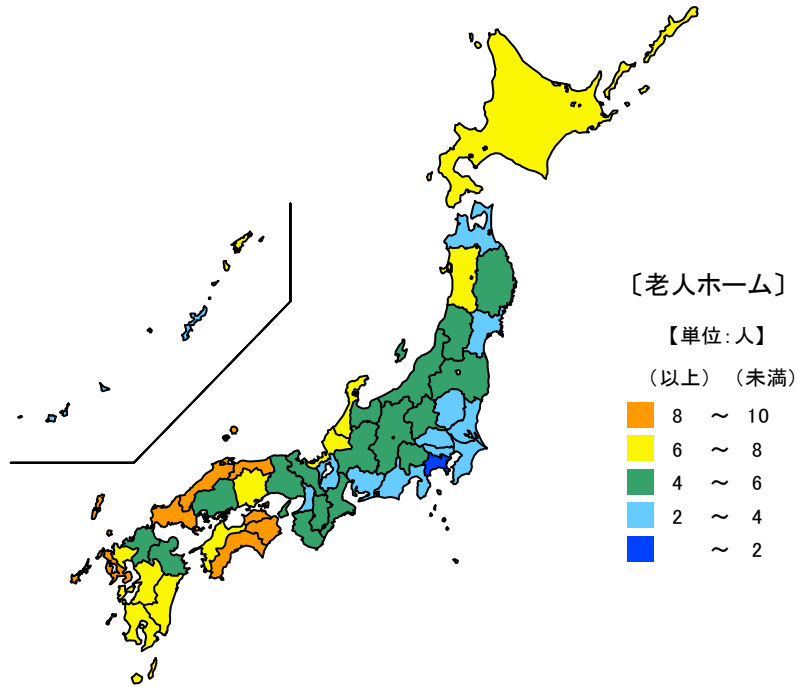 〔老人ホーム〕
【単位:人】
（以上） （未満）
8 ～ 10
6 ～ 8
4 ～ 6
2 ～ 4
～ 2